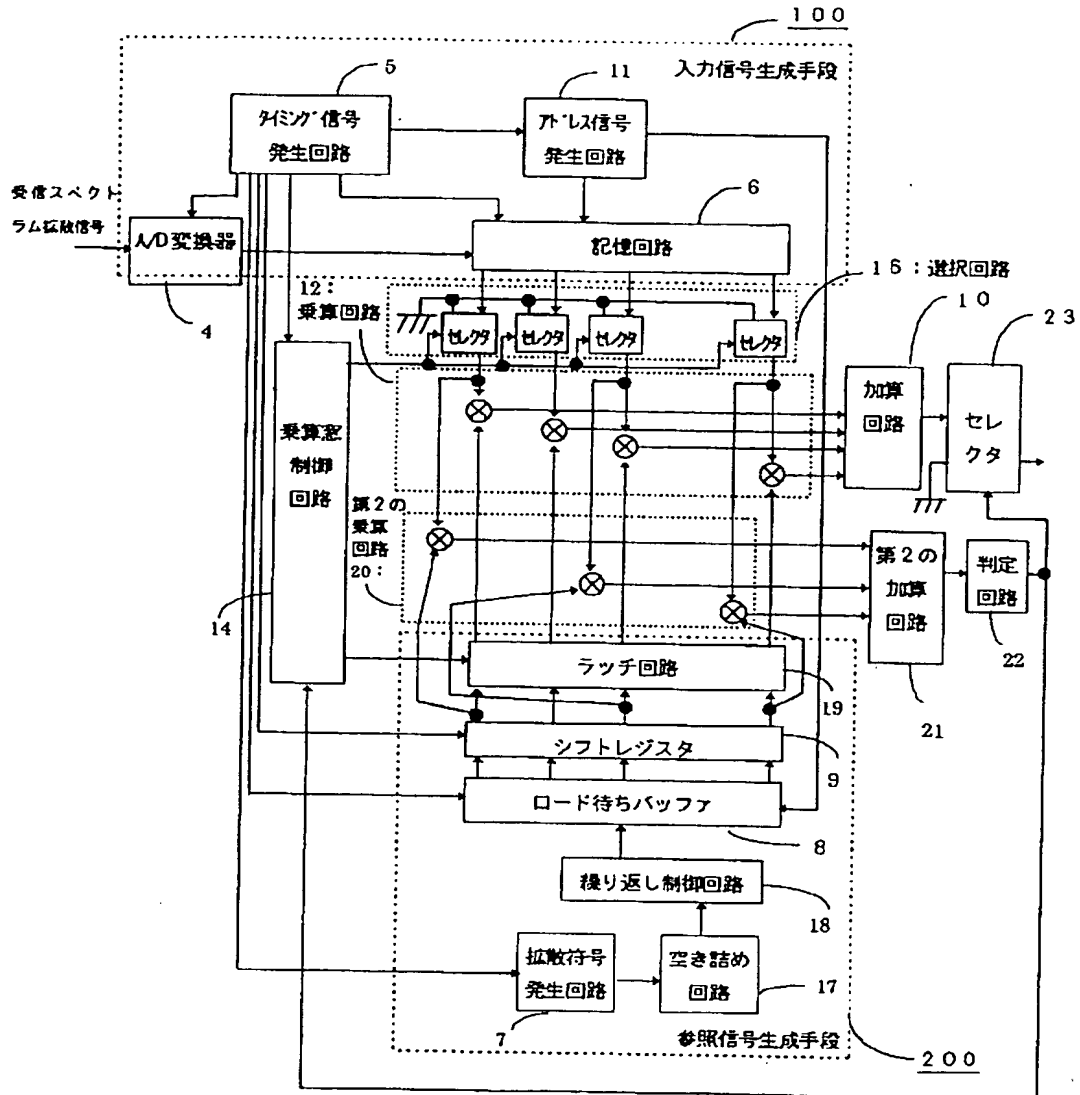 １００
入力信号生成手段
5
ﾀｲﾐﾝｸﾞ信号
発生回路
11
ｱﾄﾞﾚｽ信号
発生回路
受信スペクト
ラム拡散信号
A/D変換器
4
6
記憶回路
１６：選択回路
12：
乗算回路
ｾﾚｸﾀ
ｾﾚｸﾀ
ｾﾚｸﾀ
ｾﾚｸﾀ
１０
加算
回路
２３
セレ
クタ
乗算窓
制御
回路
14
第２の
乗算
回路
20：
第２の
加算
回路
21
判定
回路
22
ラッチ回路
19
シフトレジスタ
9
ロード待ちバッファ
8
繰り返し制御回路
18
拡散符号
発生回路
7
空き詰め
回路
17
参照信号生成手段
２００